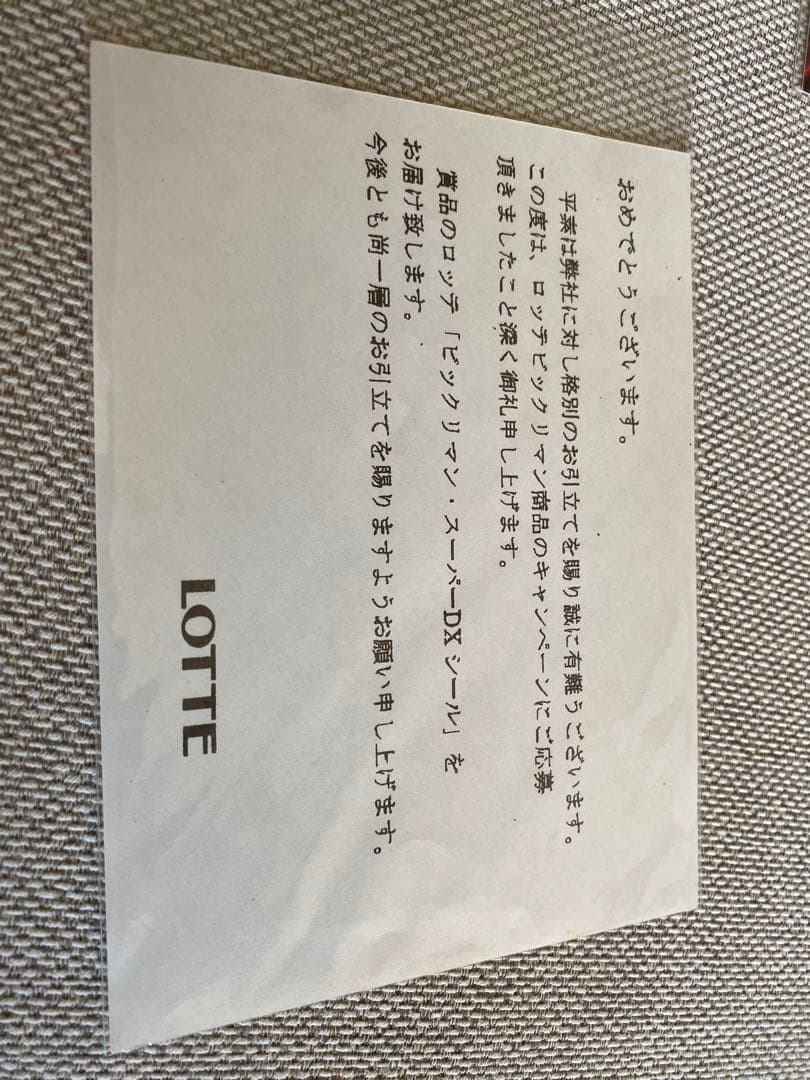 おめでとうございます。
平素は弊社に対し格別のお引立てを賜り誠に有難うございます。
この度は、ロッテビックリマン商品のキャンペーンにご応募
頂きましたこと深く御礼申し上げます。
賞品のロッテ「ビックリマン・スーパーDXシール」を
お届け致します。
今後とも尚一層のお引立てを賜りますようお願い申し上げます。
LOTTE